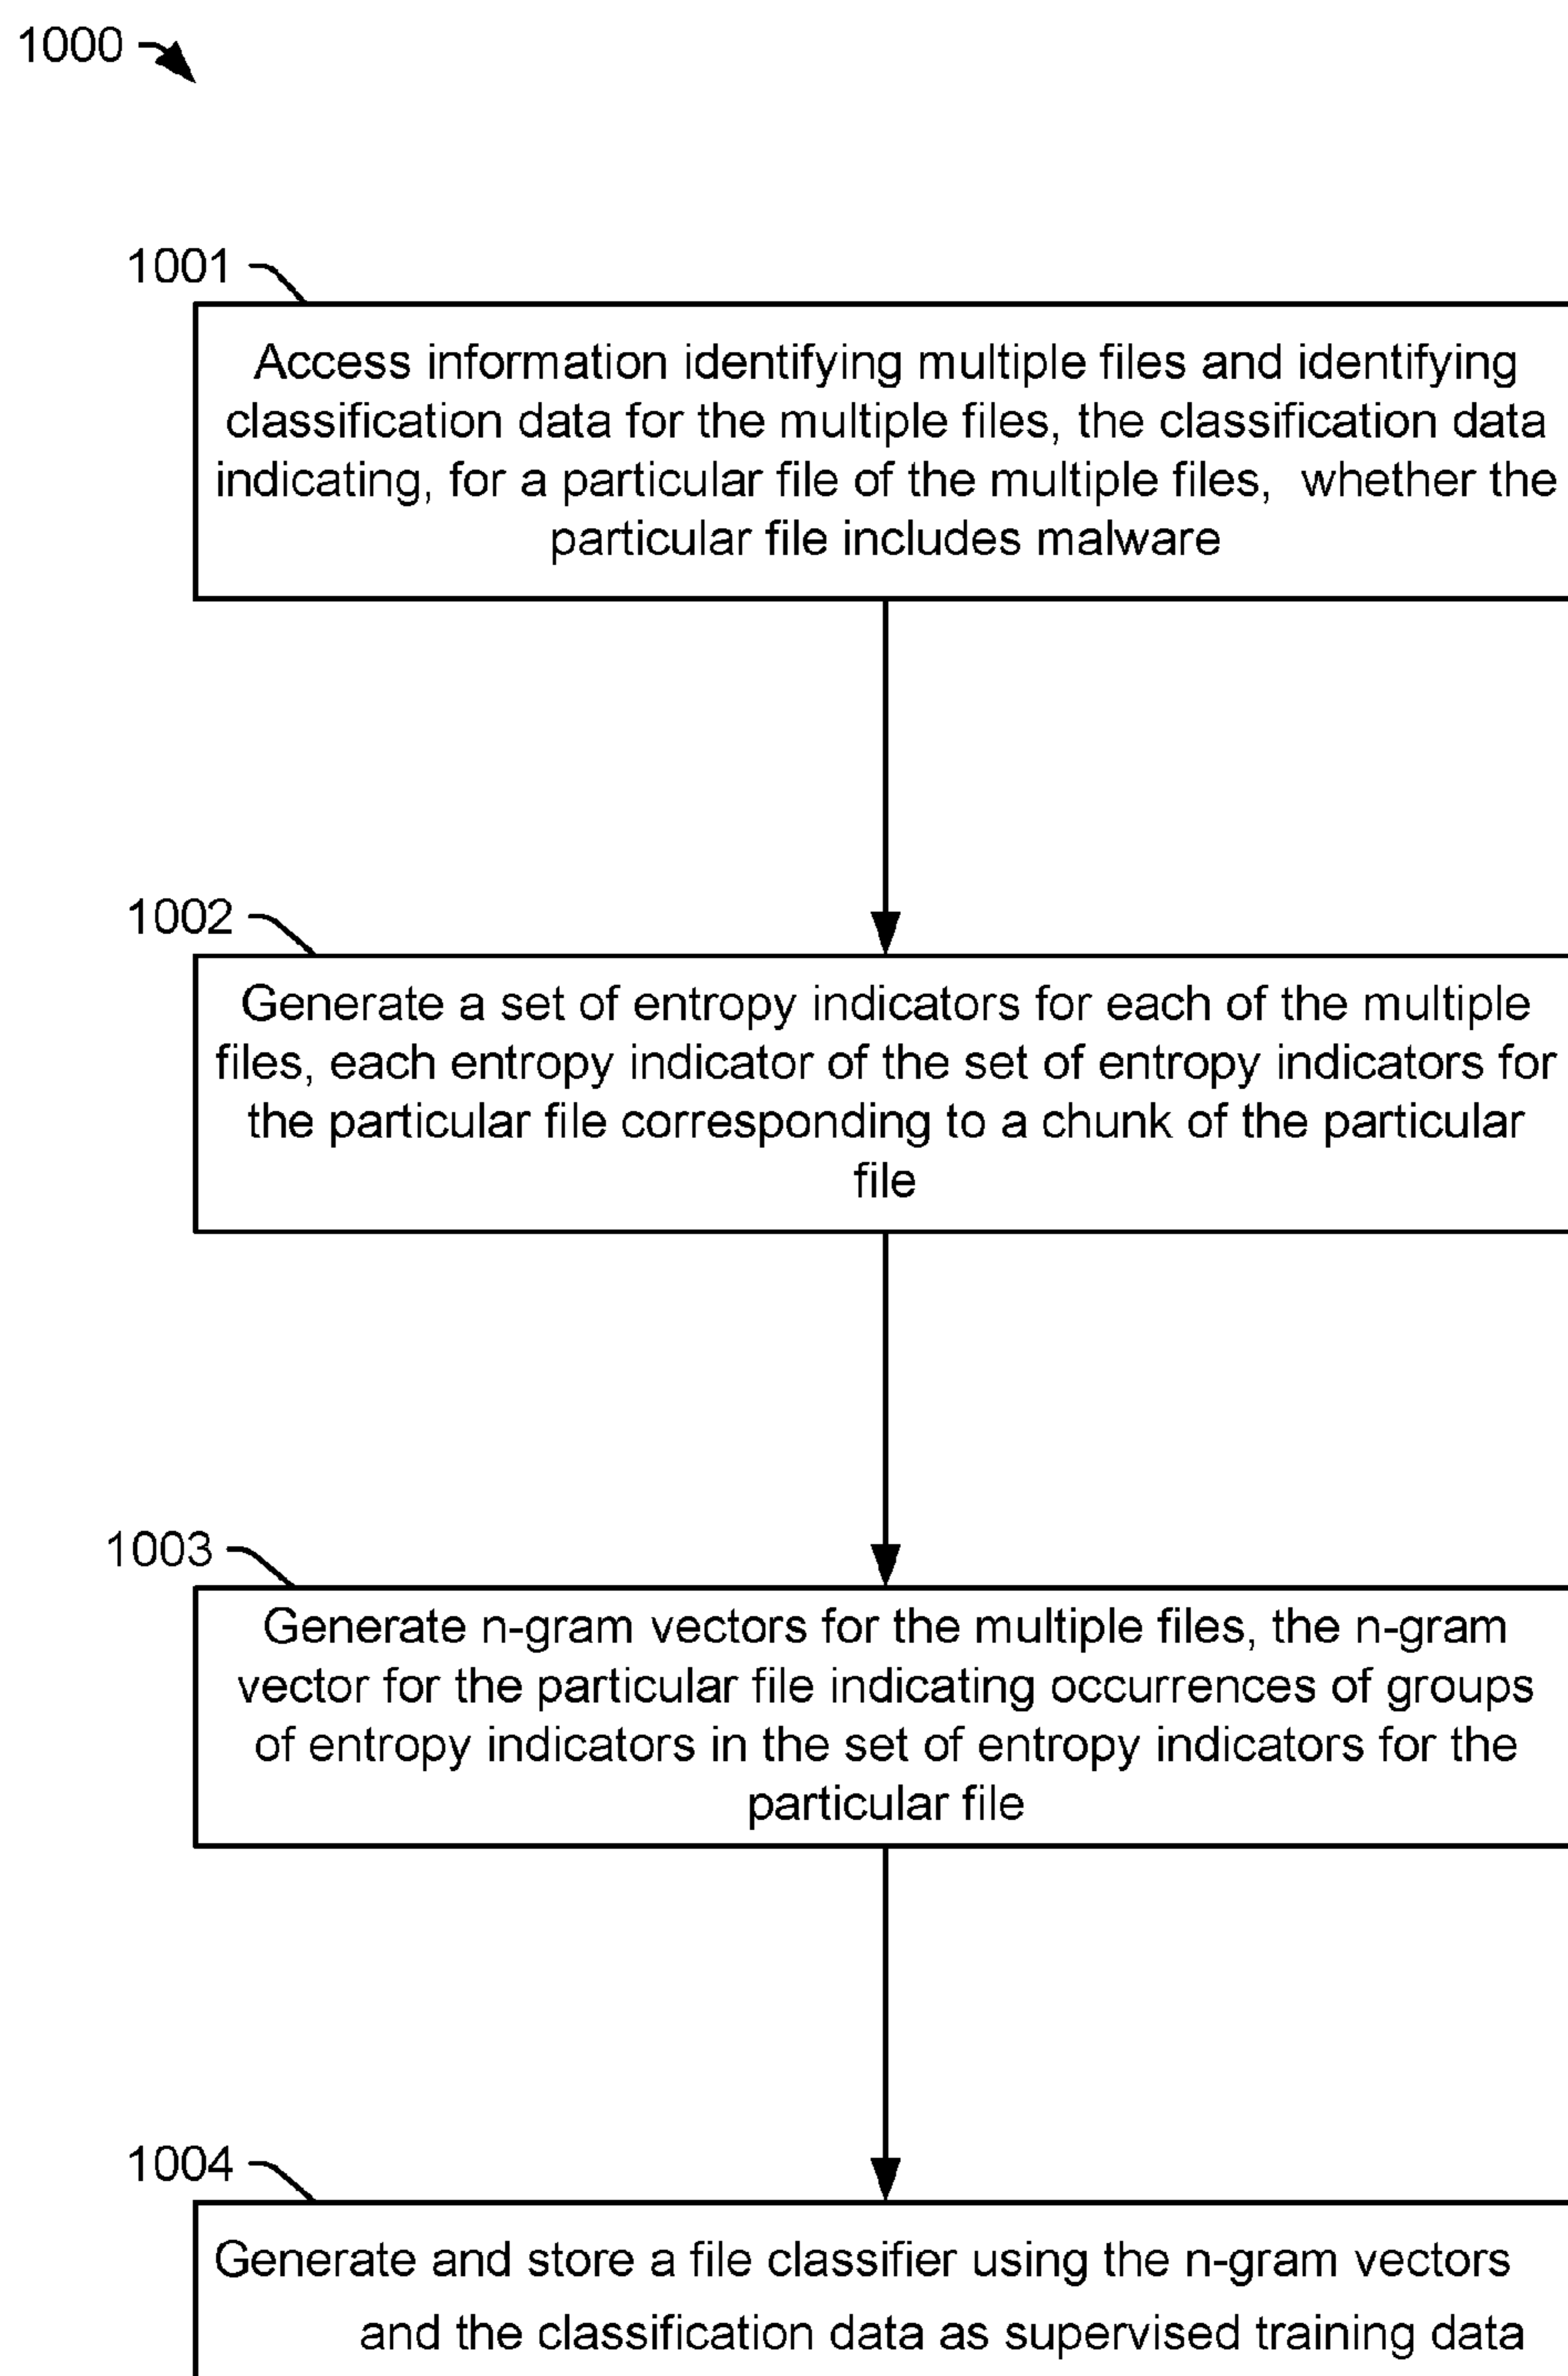 1000
1001
Access information identifying multiple files and identifying
classification data for the multiple files, the classification data
indicating, for a particular file of the multiple files,  whether the
particular file includes malware
1002
Generate a set of entropy indicators for each of the multiple
files, each entropy indicator of the set of entropy indicators for
the particular file corresponding to a chunk of the particular
file
1003
Generate n-gram vectors for the multiple files, the n-gram
vector for the particular file indicating occurrences of groups
of entropy indicators in the set of entropy indicators for the
particular file
1004
Generate and store a file classifier using the n-gram vectors
and the classification data as supervised training data